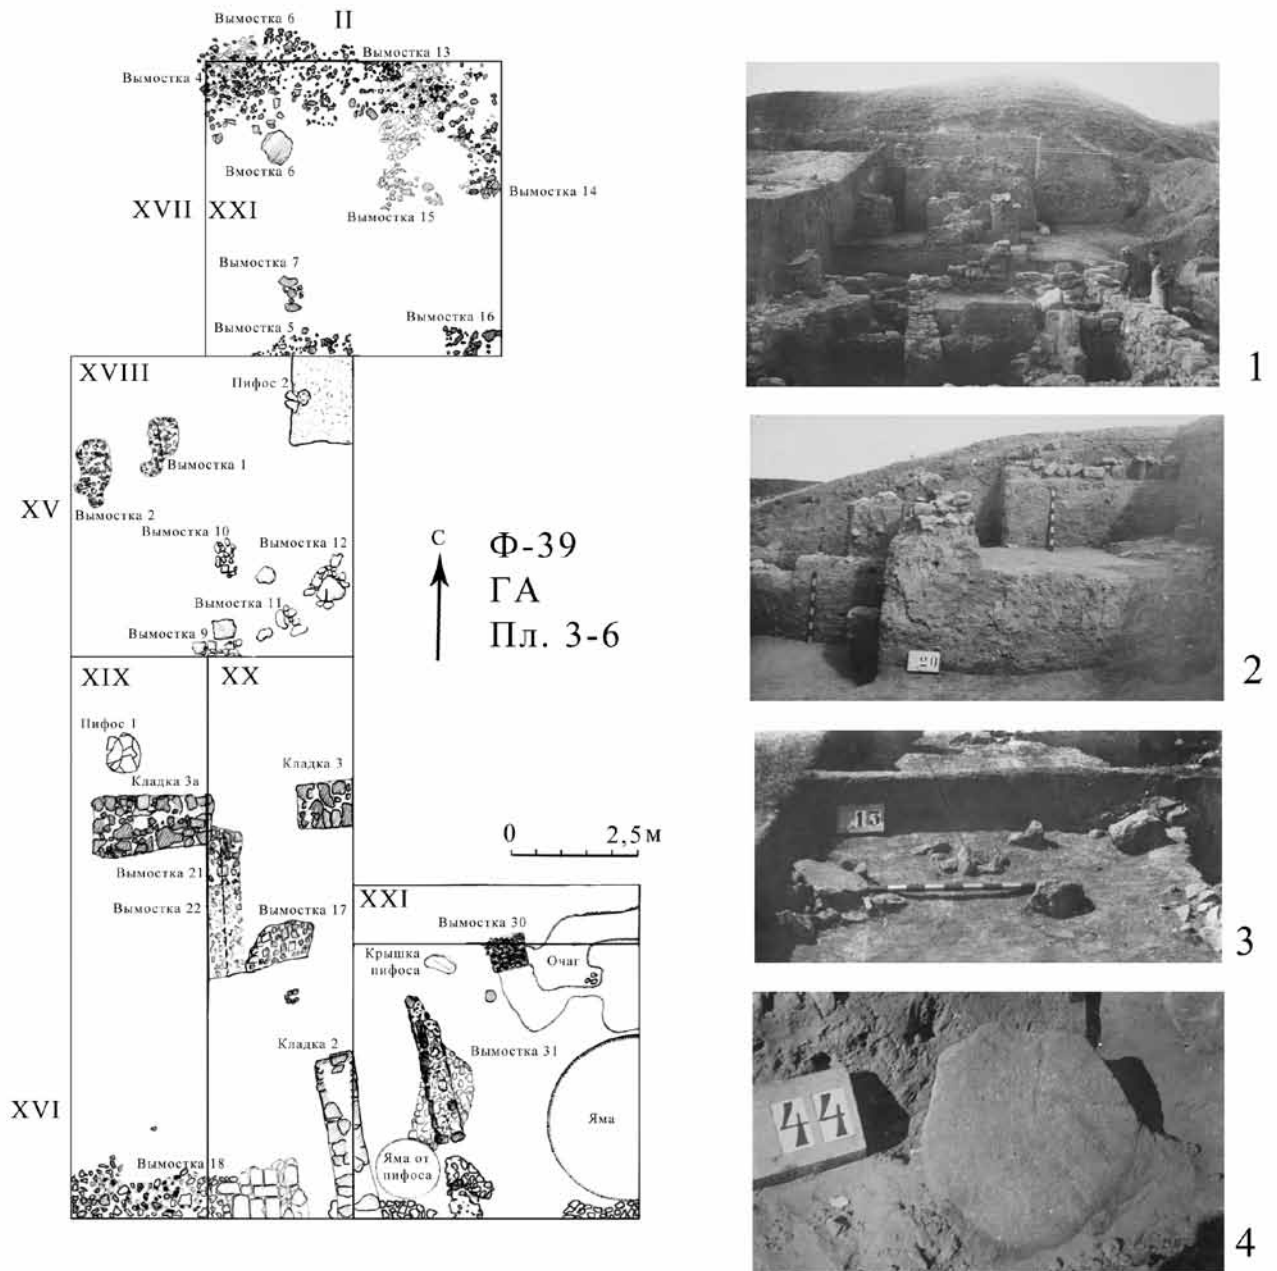 Вымостка 6
II
Вымостка 13
Вымостка 4
Вмостка 6
Вымостка 14
XVII
XXI
Вымостка 15
Вымостка 7
Вымостка 5
Вымостка 16
XVIII
Пифос 2
Вымостка 1
XV
Вымостка 2
Вымостка 10
Вымостка 12
Вымостка 11
Вымостка 9
С
Ф-39
ГА
Пл. 3-6
XIX
XX
Пифос 1
Кладка 3а
Кладка 3
0
2,5 м
Вымостка 21
Вымостка 22
Вымостка 17
XXI
Вымостка 30
Крышка
пифоса
Очаг
Кладка 2
Вымостка 31
XVI
Яма
Вымостка 18
Яма от
пифоса
1
20
2
13
3
44
4